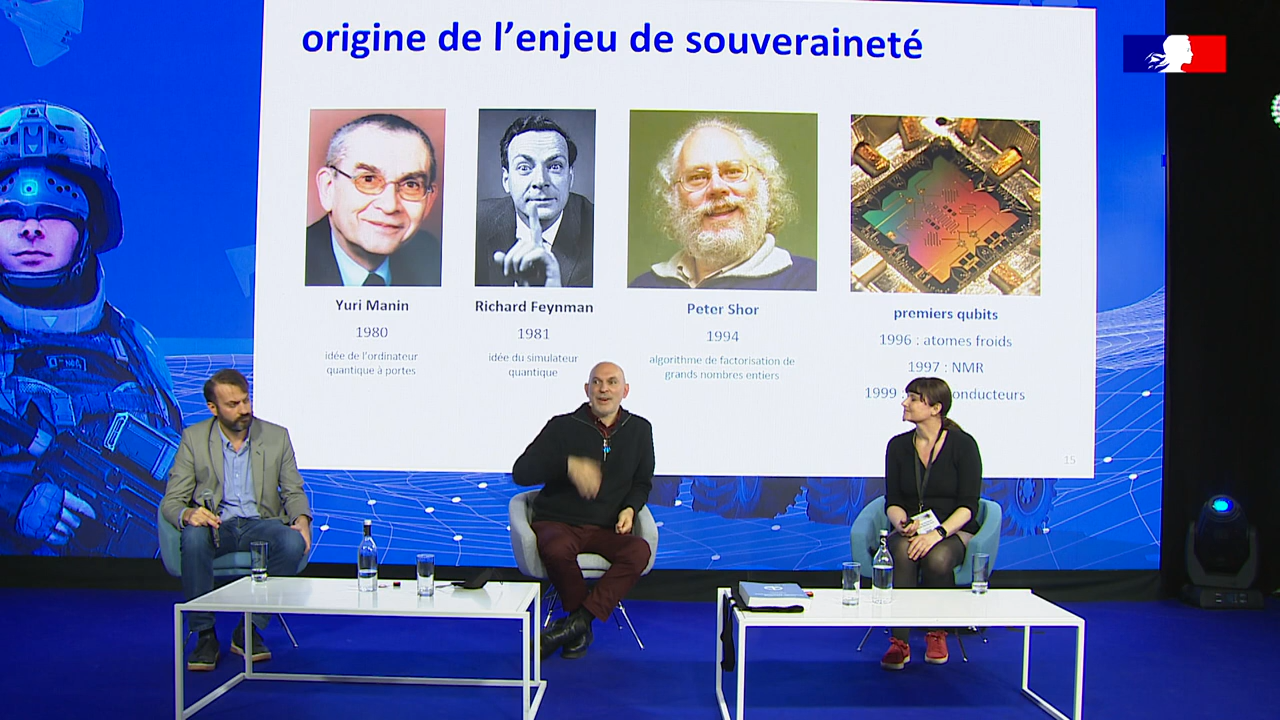 origine de l'enjeu de souveraineté
Yuri Manin
1980
idée de l'ordinateur
quantique à portes
Richard Feynman
1981
idée du simulateur
quantique
Peter Shor
1994
algorithme de factorisation de
grands nombres entiers
premiers qubits
1996 : atomes froids
1997 : NMR
1999 : conducteurs
15